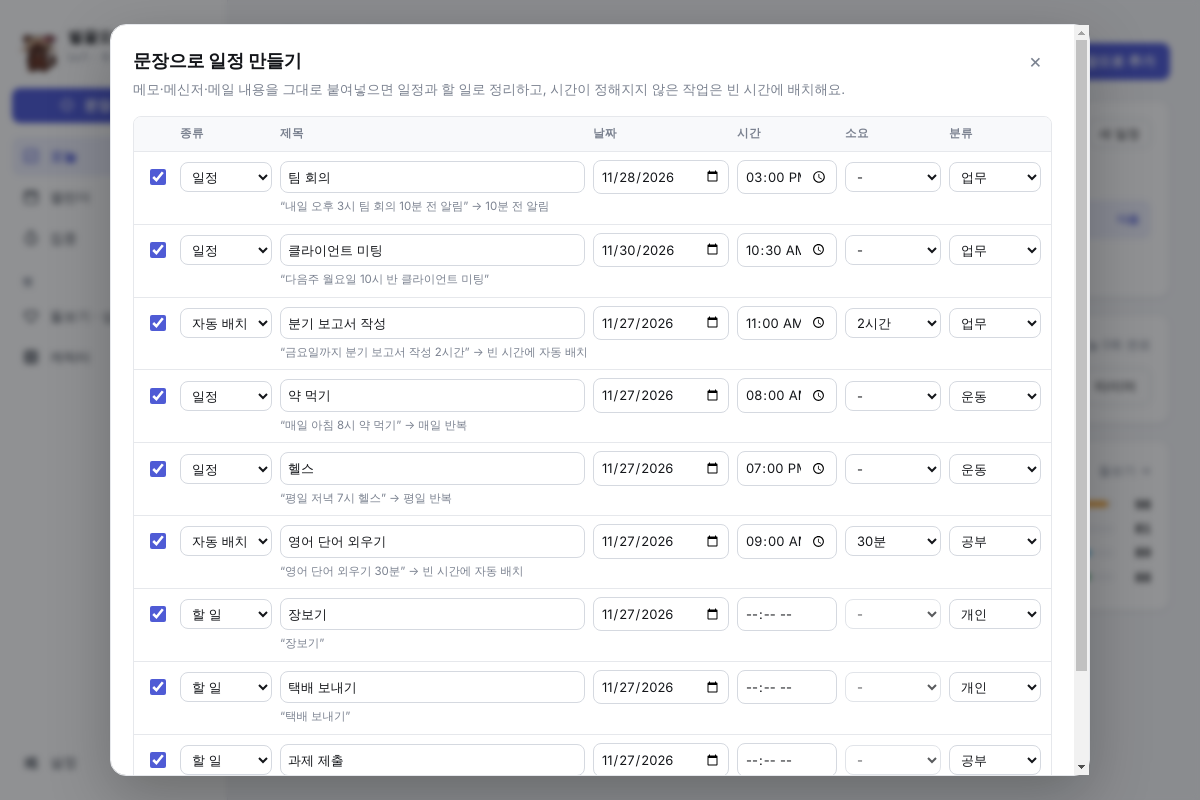 문장으로 일정 만들기
메모·메신저·메일 내용을 그대로 붙여넣으면 일정과 할 일로 정리하고, 시간이 정해지지 않은 작업은 빈 시간에 배치해요.
종류 제목 날짜 시간 소요 분류
일정 팀 회의 11/28/2026 03:00 PM - 업무
“내일 오후 3시 팀 회의 10분 전 알림” → 10분 전 알림
일정 클라이언트 미팅 11/30/2026 10:30 AM - 업무
“다음주 월요일 10시 반 클라이언트 미팅”
자동 배치 분기 보고서 작성 11/27/2026 11:00 AM 2시간 업무
“금요일까지 분기 보고서 작성 2시간” → 빈 시간에 자동 배치
일정 약 먹기 11/27/2026 08:00 AM - 운동
“매일 아침 8시 약 먹기” → 매일 반복
일정 헬스 11/27/2026 07:00 PM - 운동
“평일 저녁 7시 헬스” → 평일 반복
자동 배치 영어 단어 외우기 11/27/2026 09:00 AM 30분 공부
“영어 단어 외우기 30분” → 빈 시간에 자동 배치
할 일 장보기 11/27/2026 --:-- -- - 개인
“장보기”
할 일 택배 보내기 11/27/2026 --:-- -- - 개인
“택배 보내기”
할 일 과제 제출 11/27/2026 --:-- -- - 공부